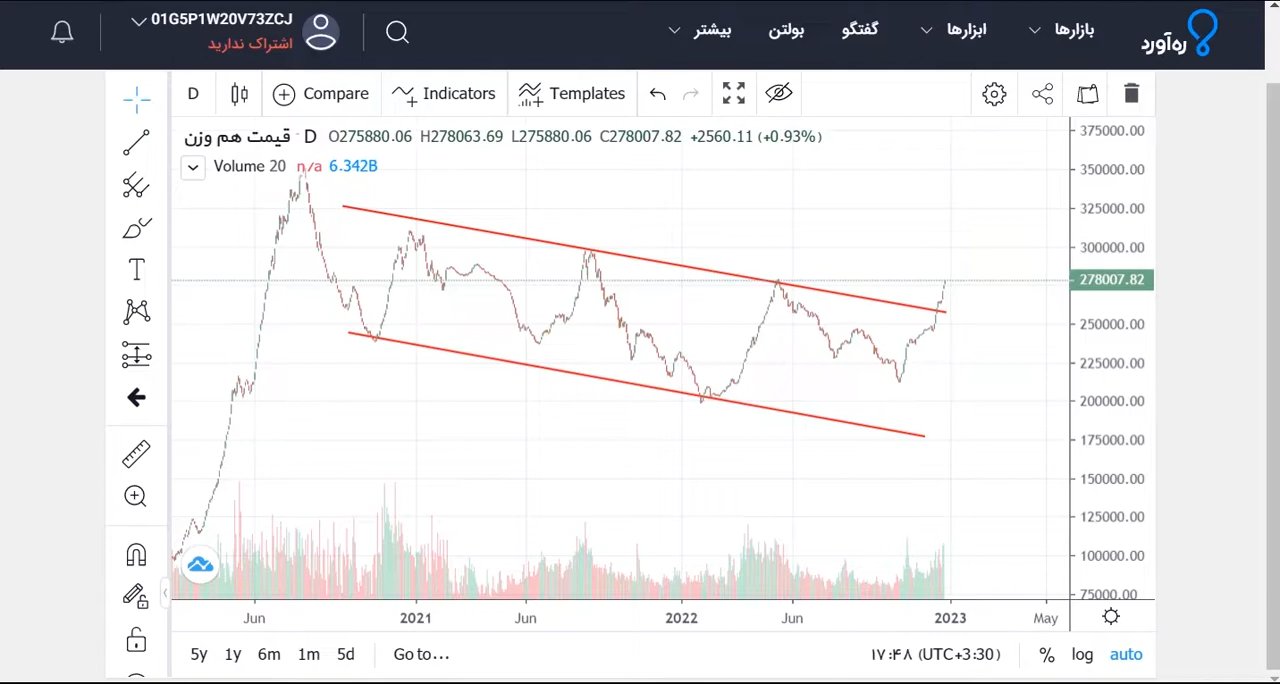 01G5P1W20V73ZCJ
اشتراک ندارید
بیشتر
بولتن
گفتگو
ابزارها
بازارها
ره‌آورد
D
Compare
Indicators
Templates
قیمت هم وزن · D O275880.06 H278063.69 L275880.06 C278007.82 +2560.11 (+0.93%)
Volume 20 n/a 6.342B
375000.00
350000.00
325000.00
300000.00
278007.82
250000.00
225000.00
200000.00
175000.00
150000.00
125000.00
100000.00
75000.00
Jun 2021 Jun 2022 Jun 2023 May
5y 1y 6m 1m 5d Go to... ۱۷:۴۸ (UTC+3:30) % log auto